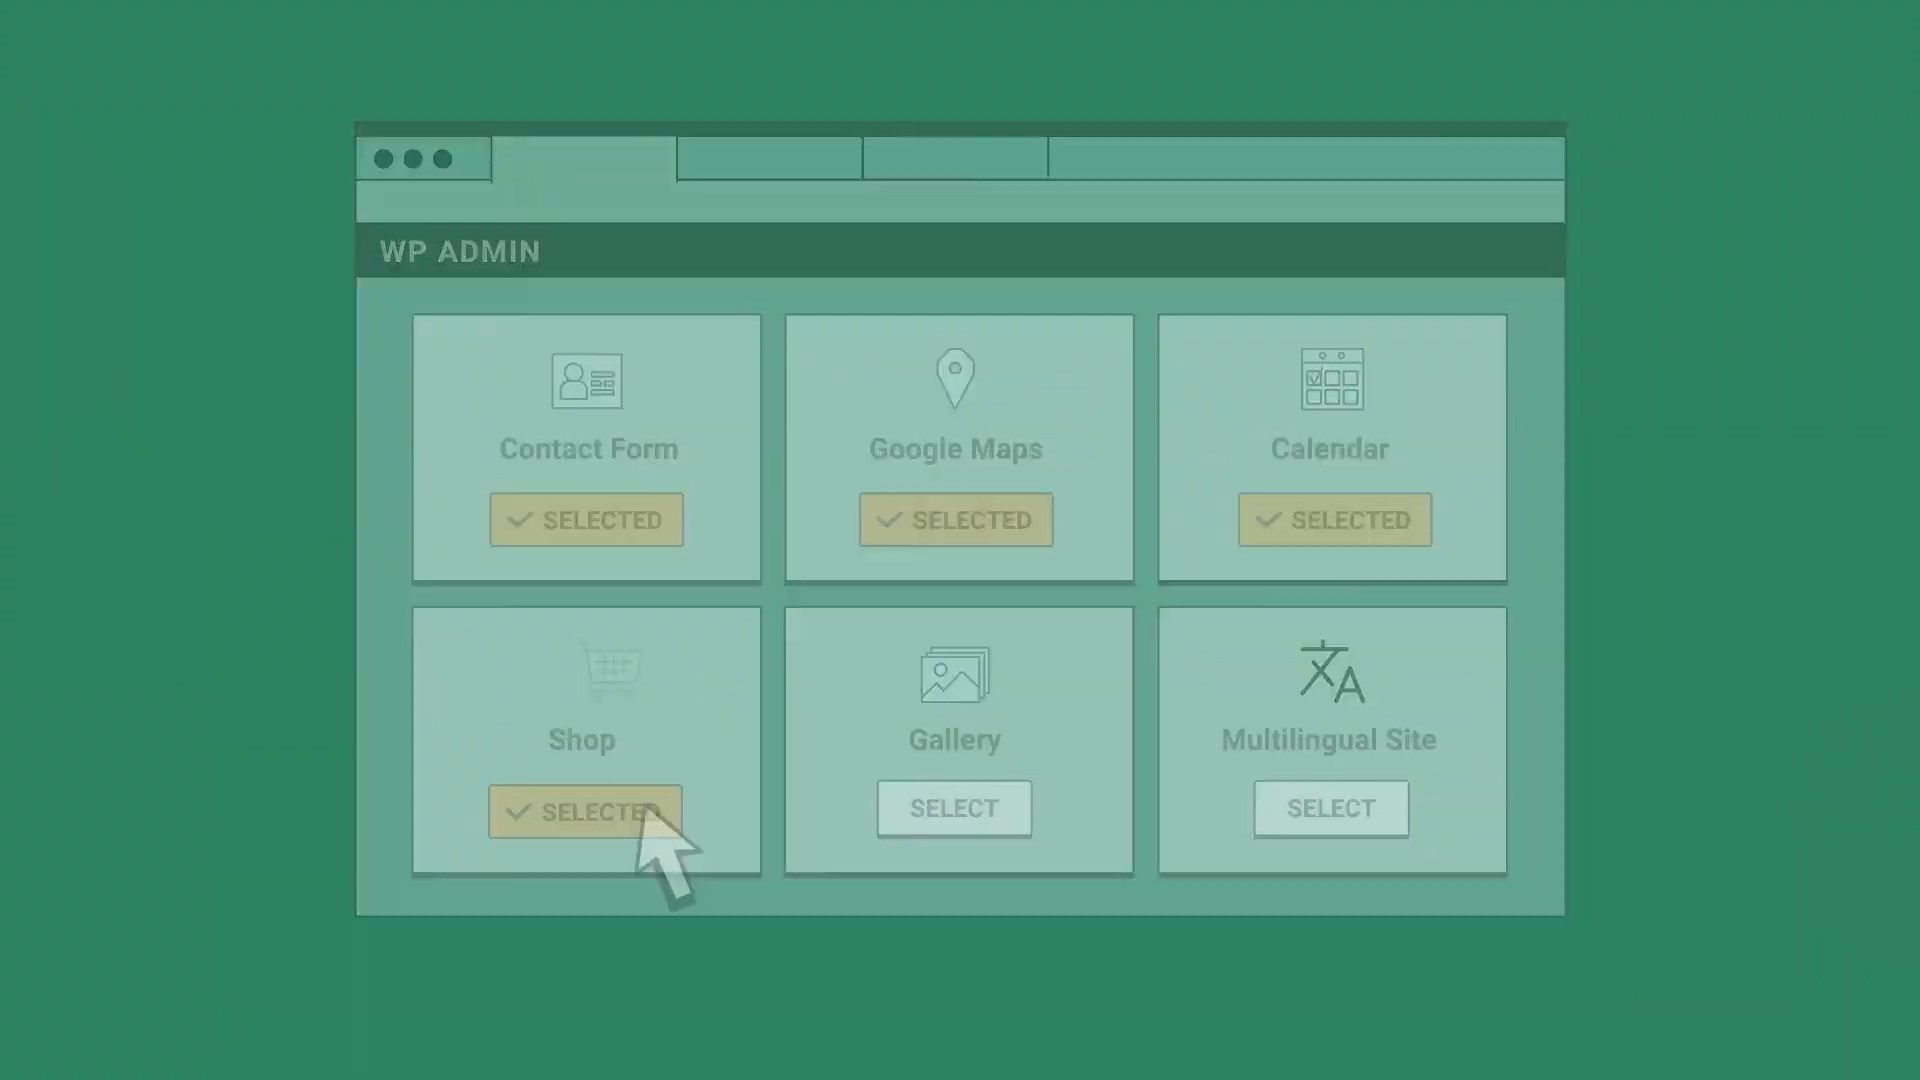 WP ADMIN
Contact Form
Google Maps
Calendar
SELECTED
SELECTED
SELECTED
Shop
Gallery
Multilingual Site
SELECTED
SELECT
SELECT